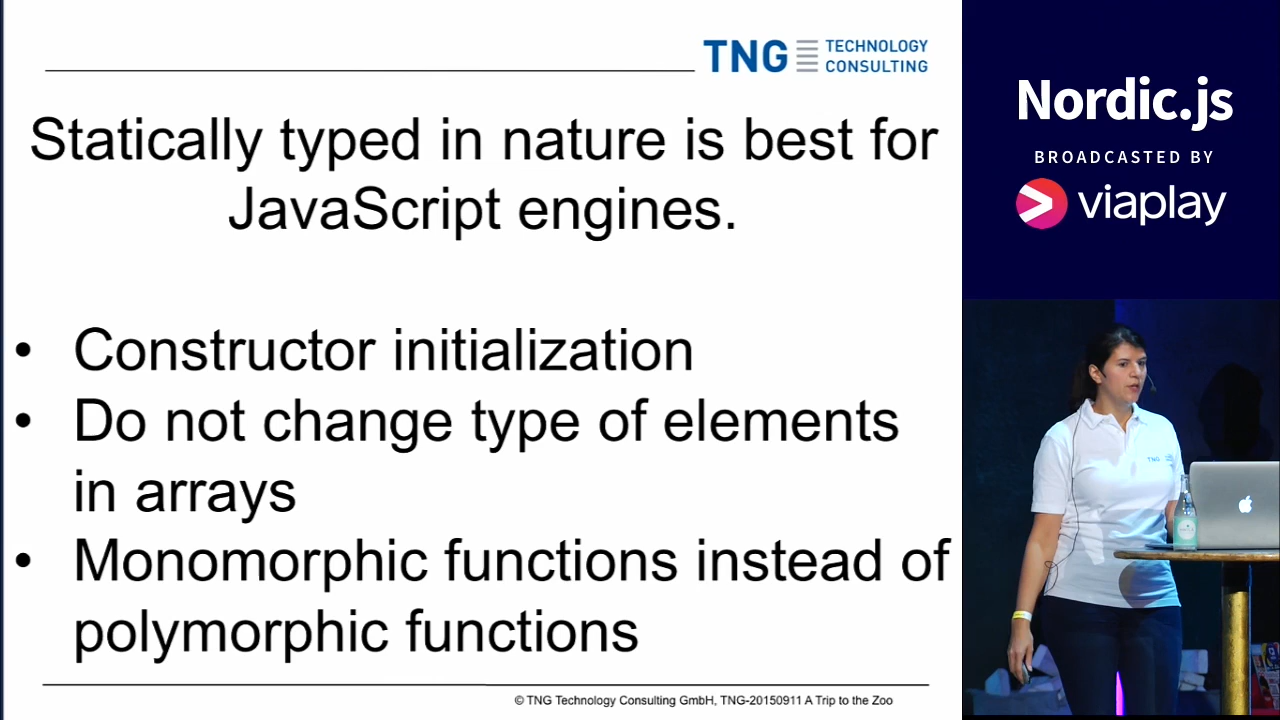 TNG TECHNOLOGY
CONSULTING
Statically typed in nature is best for
JavaScript engines.
• Constructor initialization
• Do not change type of elements
in arrays
• Monomorphic functions instead of
polymorphic functions
© TNG Technology Consulting GmbH, TNG-20150911 A Trip to the Zoo
Nordic.js
BROADCASTED BY
viaplay
TNG